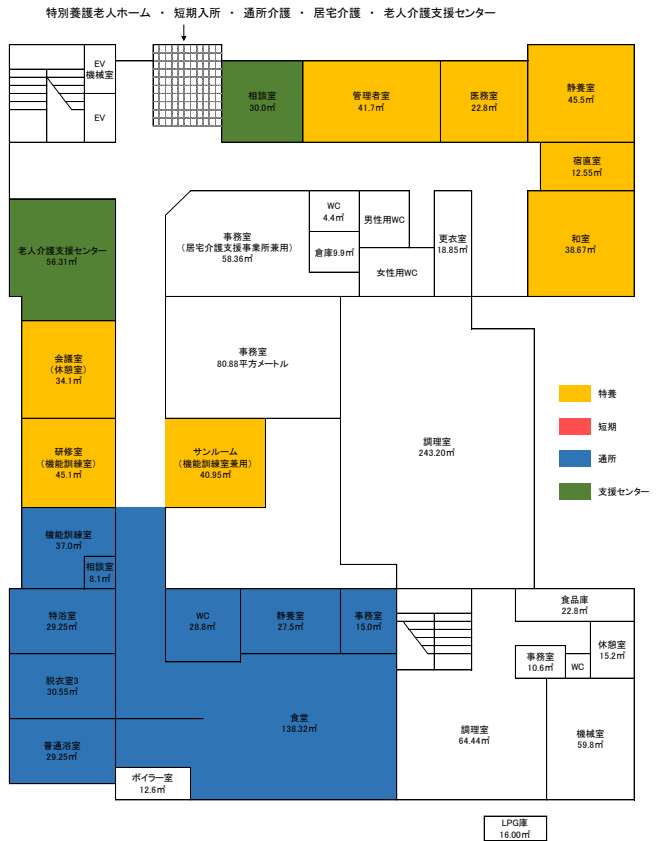 特別養護老人ホーム ・ 短期入所 ・ 通所介護 ・ 居宅介護 ・ 老人介護支援センター
EV
機械室
EV
相談室
30.0㎡
管理者室
41.7㎡
医務室
22.8㎡
静養室
45.5㎡
宿直室
12.55㎡
和室
38.67㎡
老人介護支援センター
56.31㎡
事務室
(居宅介護支援事業所兼用)
58.36㎡
WC
4.4㎡
倉庫9.9㎡
男性用WC
女性用WC
更衣室
18.85㎡
会議室
(休憩室)
34.1㎡
事務室
80.88平方メートル
調理室
243.20㎡
研修室
(機能訓練室)
45.1㎡
サンルーム
(機能訓練室兼用)
40.95㎡
特養
短期
通所
支援センター
機能訓練室
37.0㎡
相談室
8.1㎡
特浴室
29.25㎡
WC
28.8㎡
静養室
27.5㎡
事務室
15.0㎡
食品庫
22.8㎡
休憩室
15.2㎡
事務室
10.6㎡
WC
脱衣室3
30.55㎡
食堂
138.32㎡
調理室
64.44㎡
機械室
59.8㎡
普通浴室
29.25㎡
ボイラー室
12.6㎡
LPG庫
16.00㎡